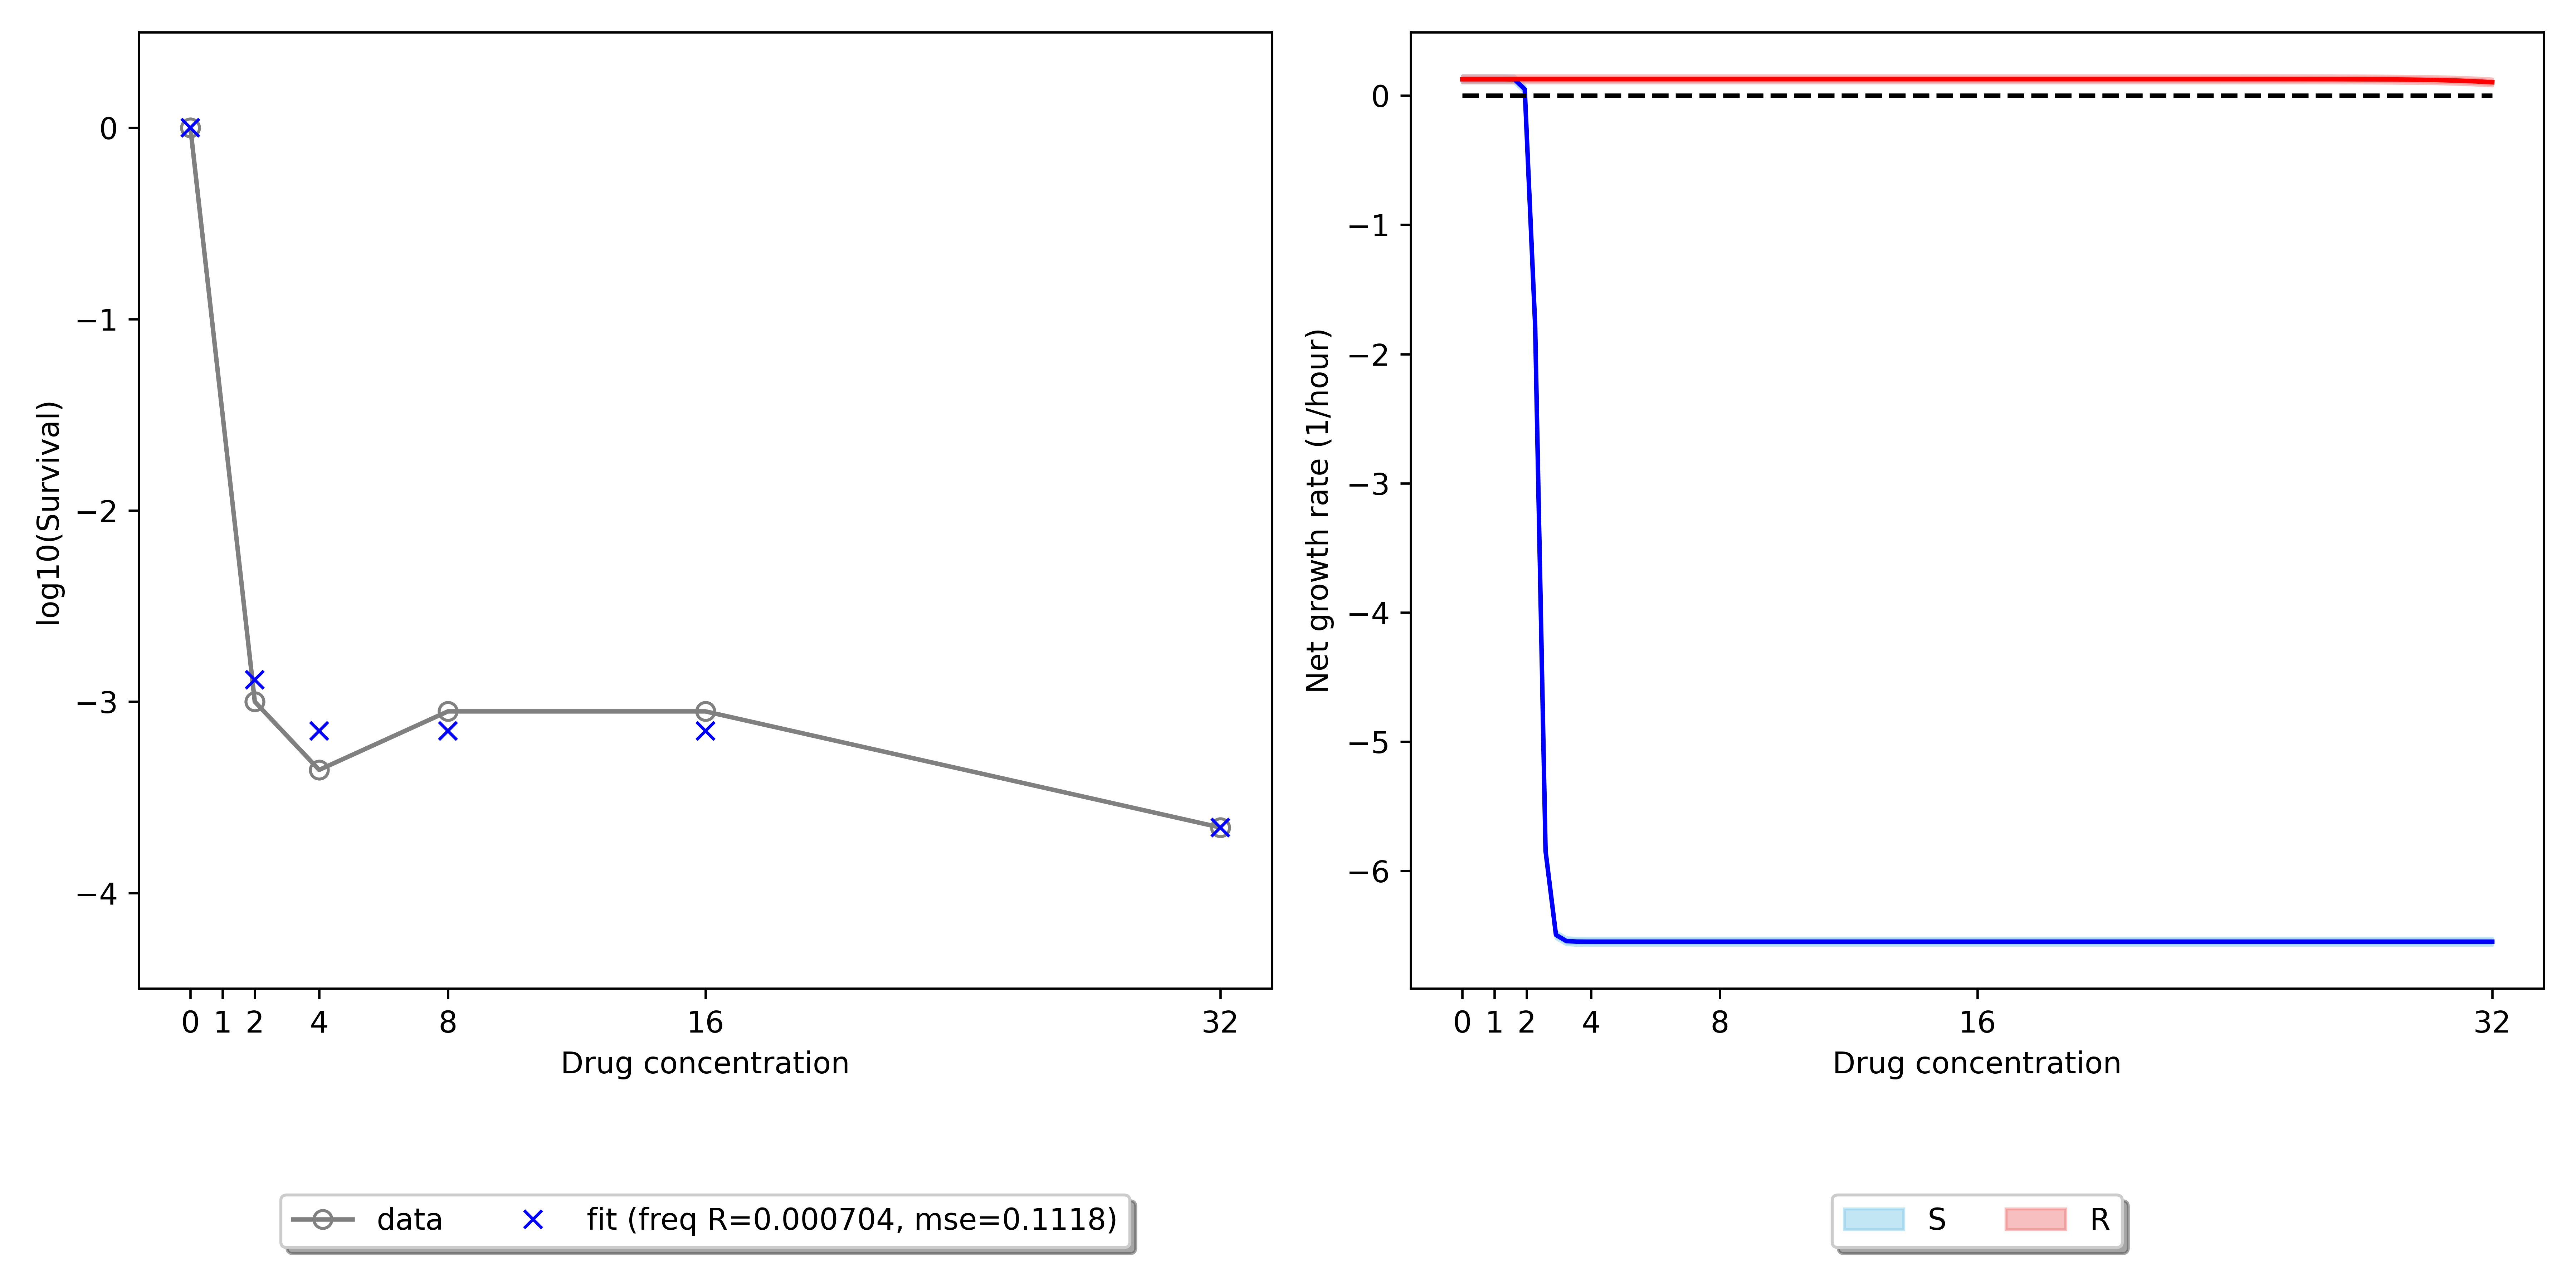 log10(Survival)
0
−1
−2
−3
−4
0 1 2 4 8 16 32
Drug concentration
data
fit (freq R=0.000704, mse=0.1118)
Net growth rate (1/hour)
0
−1
−2
−3
−4
−5
−6
0 1 2 4 8 16 32
Drug concentration
S
R